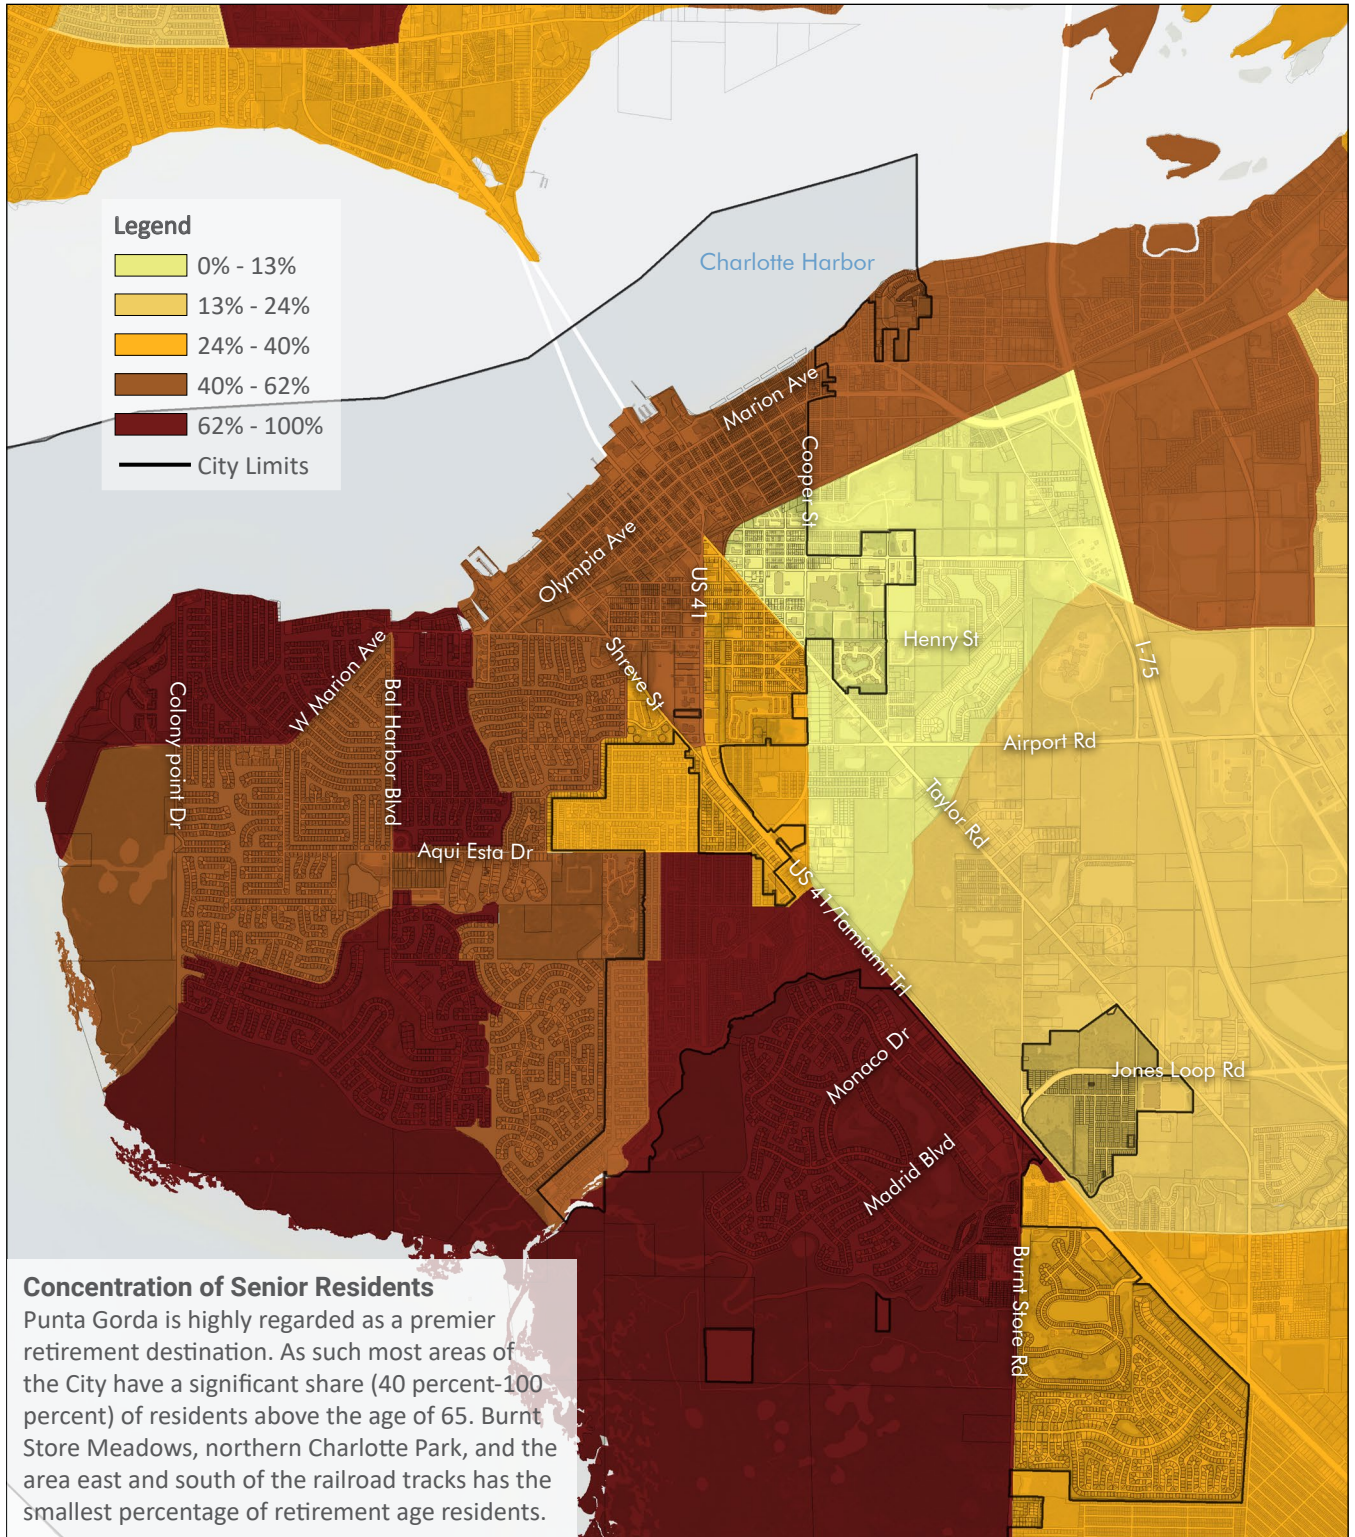 Legend
0% - 13%
13% - 24%
24% - 40%
40% - 62%
62% - 100%
City Limits
Charlotte Harbor
Marion Ave
Cooper St
Olympia Ave
US 41
Shreve St
Henry St
I-75
W Marion Ave
Colony point Dr
Bal Harbor Blvd
Airport Rd
Taylor Rd
Aqui Esta Dr
US 41/Tamiami Trl
Monaco Dr
Jones Loop Rd
Madrid Blvd
Burnt Store Rd
Concentration of Senior Residents
Punta Gorda is highly regarded as a premier
retirement destination. As such most areas of
the City have a significant share (40 percent-100
percent) of residents above the age of 65. Burnt
Store Meadows, northern Charlotte Park, and the
area east and south of the railroad tracks has the
smallest percentage of retirement age residents.